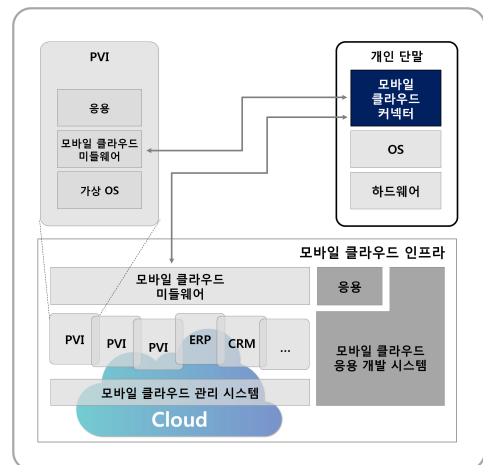 PVI
응용
모바일 클라우드
미들웨어
가상 OS
개인 단말
모바일
클라우드
커넥터
OS
하드웨어
모바일 클라우드 인프라
모바일 클라우드
미들웨어
응용
PVI
PVI
PVI
ERP
CRM
...
모바일 클라우드
응용 개발 시스템
모바일 클라우드 관리 시스템
Cloud